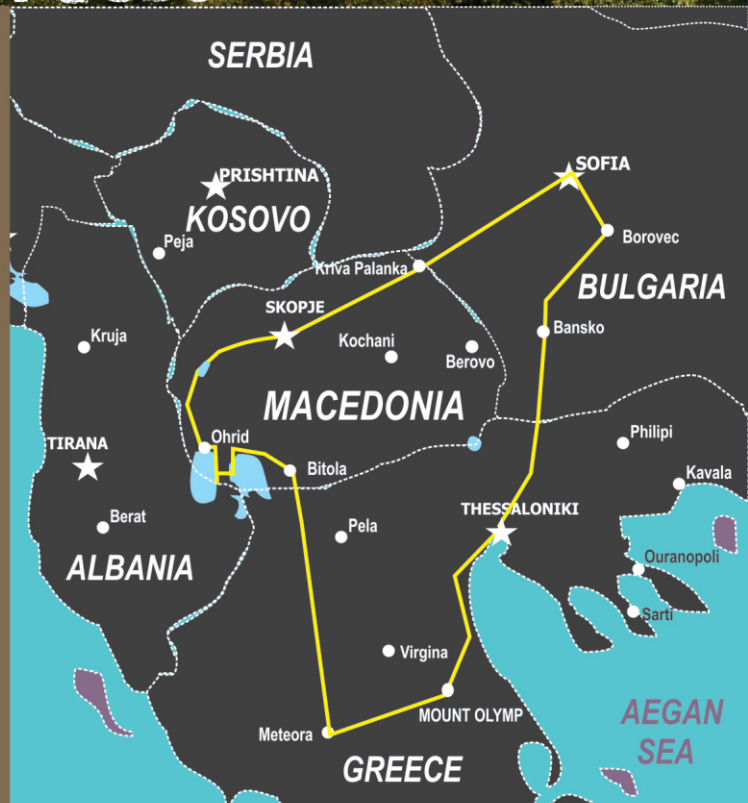 SERBIA
SOFIA
PRISHTINA
KOSOVO
Borovec
Peja
Kriva Palanka
BULGARIA
SKOPJE
Bansko
Kruja
Kochani
Berovo
MACEDONIA
Ohrid
Philipi
TIRANA
Bitola
Kavala
THESSALONIKI
Berat
Pela
ALBANIA
Ouranopoli
Sarti
Virgina
MOUNT OLYMP
AEGAN
SEA
Meteora
GREECE